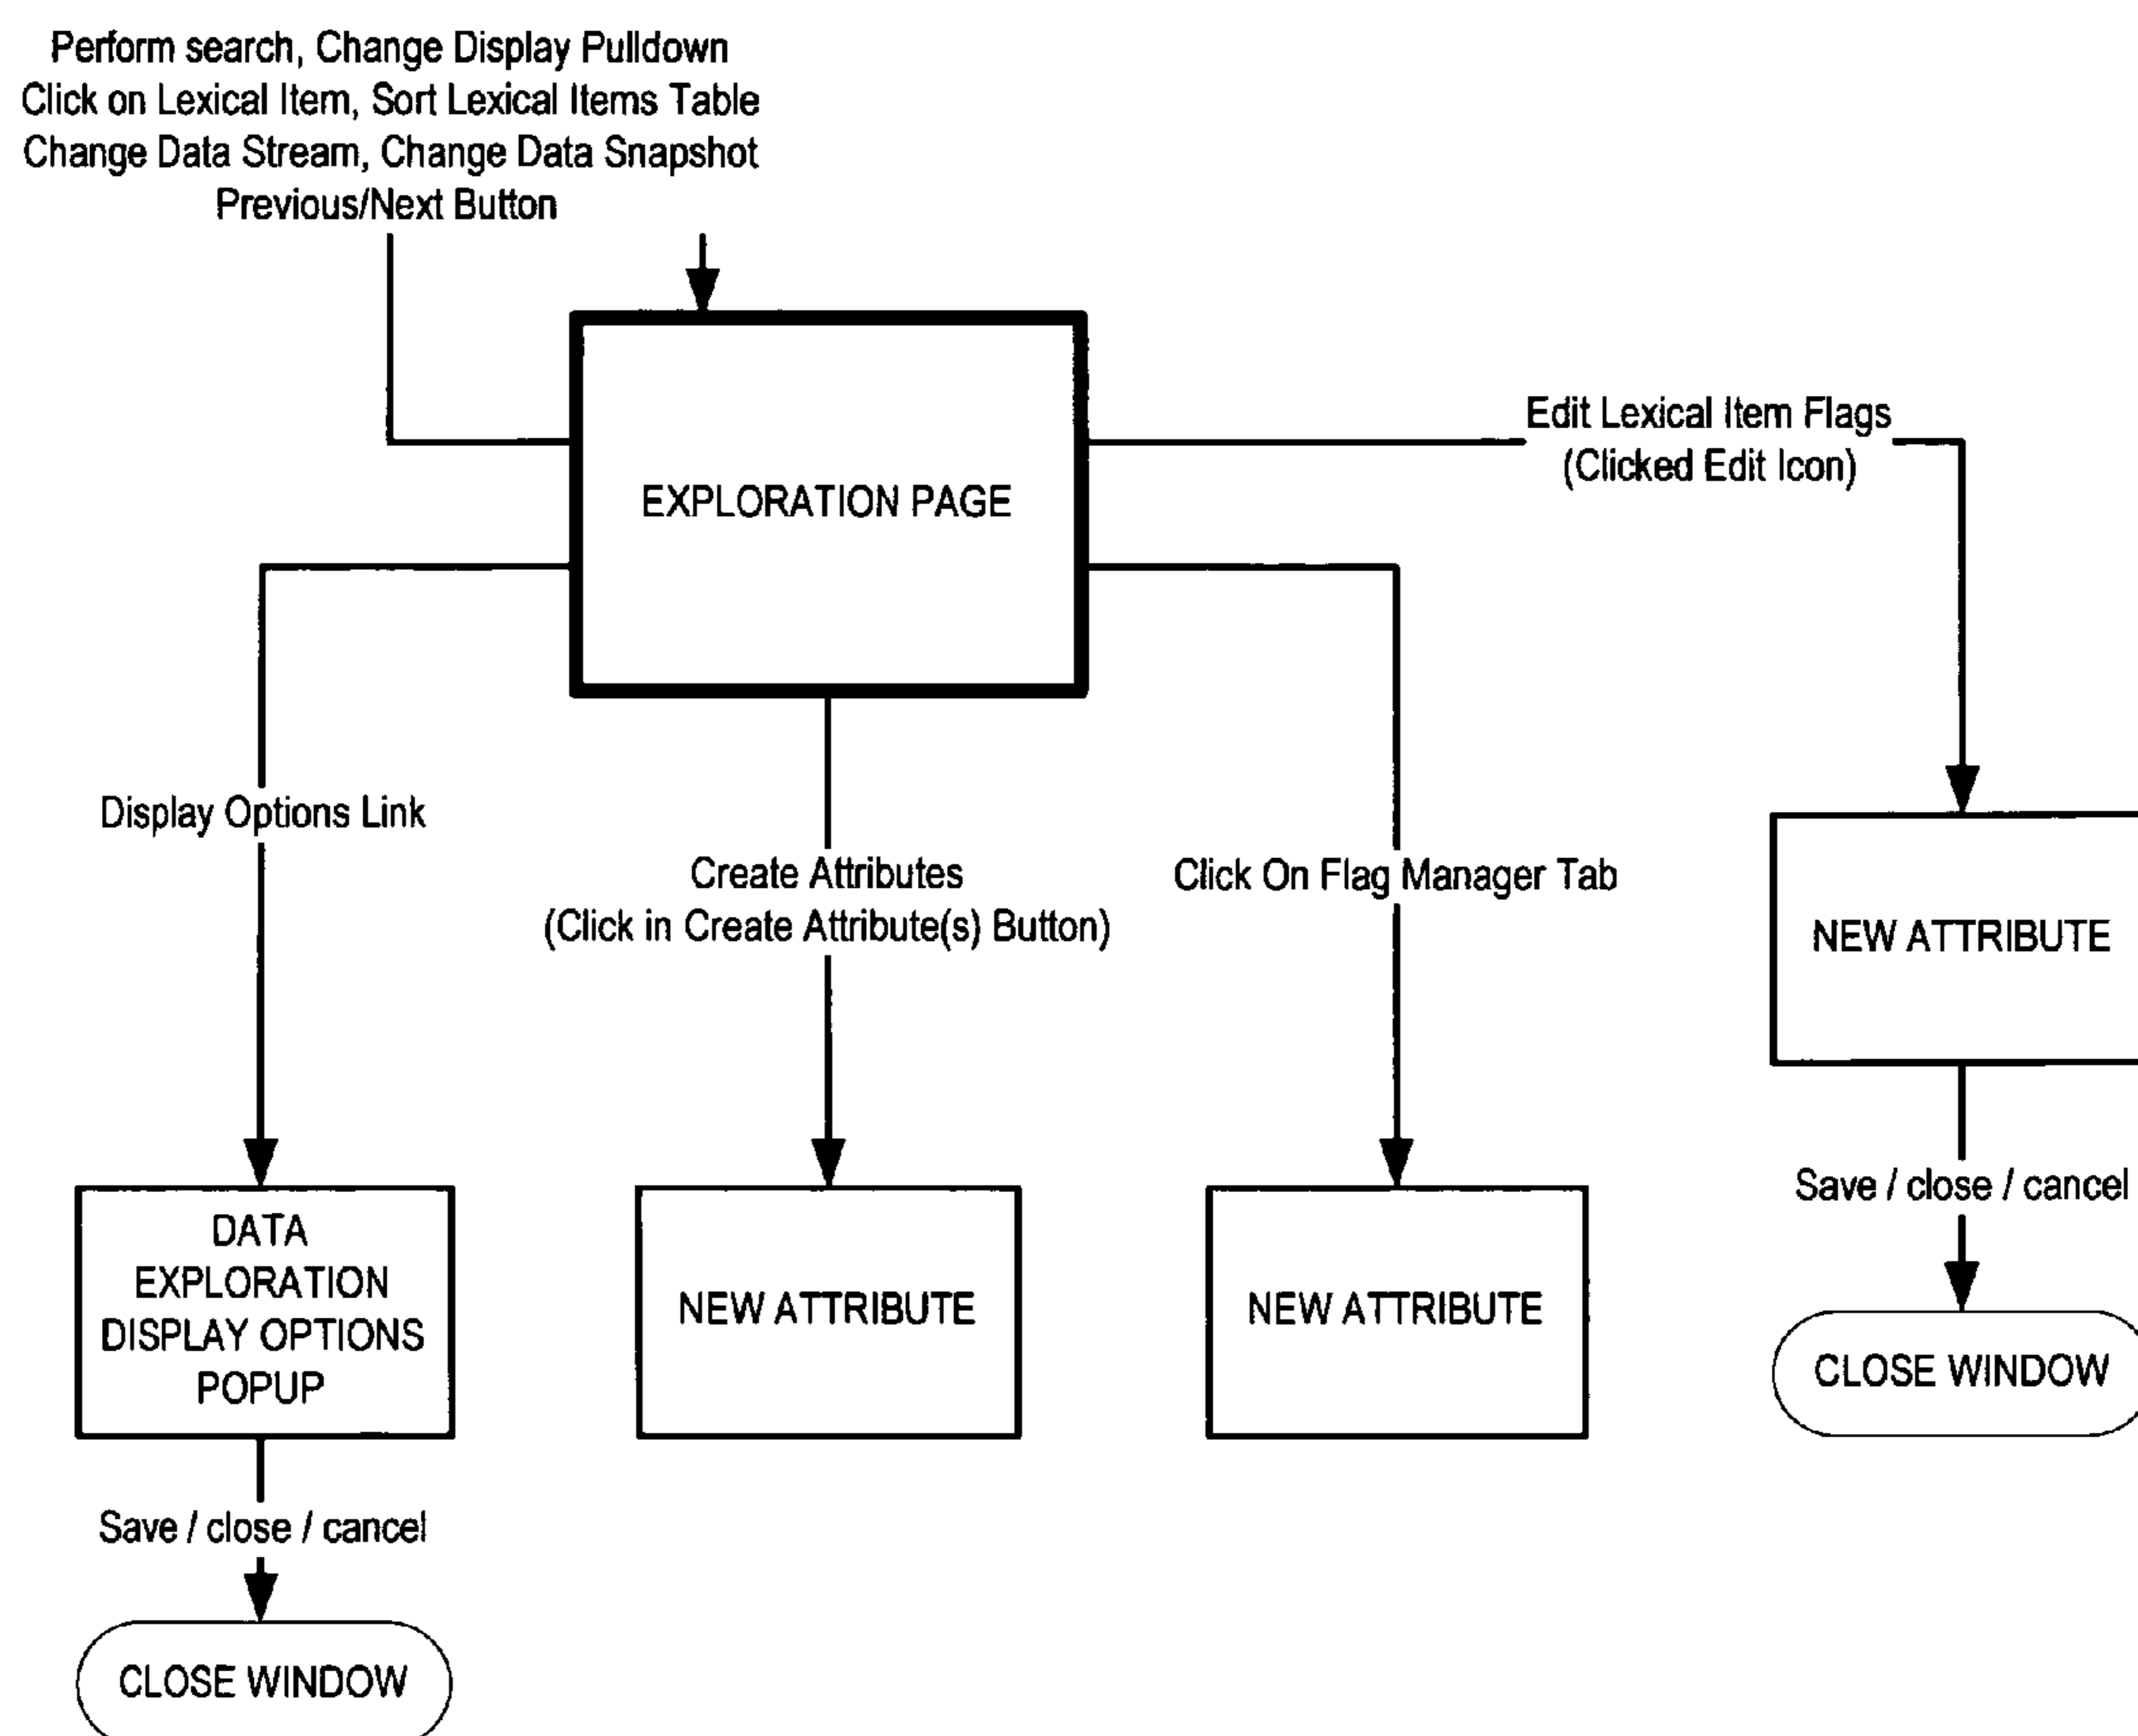 Perform search, Change Display Pulldown
Click on Lexical Item, Sort Lexical Items Table
Change Data Stream, Change Data Snapshot
Previous/Next Button
EXPLORATION PAGE
Edit Lexical Item Flags
(Clicked Edit Icon)
Display Options Link
Create Attributes
(Click in Create Attribute(s) Button)
Click On Flag Manager Tab
NEW ATTRIBUTE
Save / close / cancel
CLOSE WINDOW
DATA
EXPLORATION
DISPLAY OPTIONS
POPUP
NEW ATTRIBUTE
NEW ATTRIBUTE
Save / close / cancel
CLOSE WINDOW